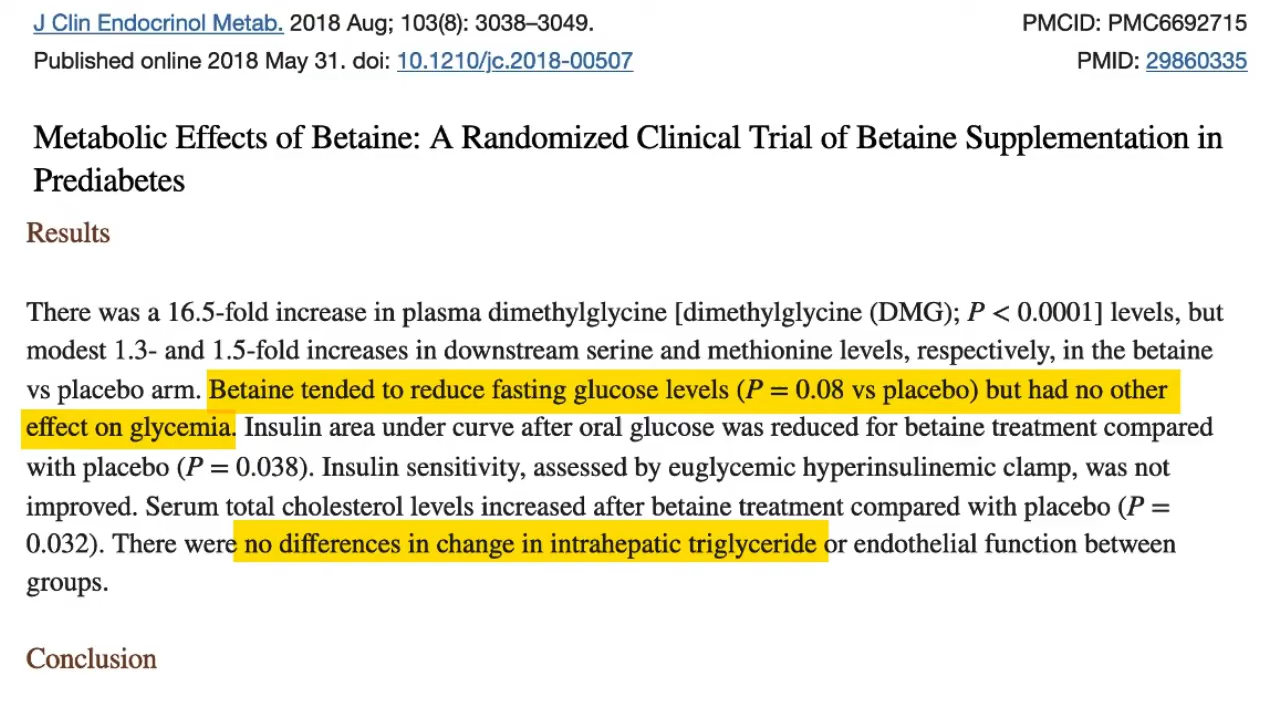 J Clin Endocrinol Metab. 2018 Aug; 103(8): 3038–3049. PMCID: PMC6692715
Published online 2018 May 31. doi: 10.1210/jc.2018-00507 PMID: 29860335
Metabolic Effects of Betaine: A Randomized Clinical Trial of Betaine Supplementation in
Prediabetes
Results
There was a 16.5-fold increase in plasma dimethylglycine [dimethylglycine (DMG); P < 0.0001] levels, but
modest 1.3- and 1.5-fold increases in downstream serine and methionine levels, respectively, in the betaine
vs placebo arm. Betaine tended to reduce fasting glucose levels (P = 0.08 vs placebo) but had no other
effect on glycemia. Insulin area under curve after oral glucose was reduced for betaine treatment compared
with placebo (P = 0.038). Insulin sensitivity, assessed by euglycemic hyperinsulinemic clamp, was not
improved. Serum total cholesterol levels increased after betaine treatment compared with placebo (P =
0.032). There were no differences in change in intrahepatic triglyceride or endothelial function between
groups.
Conclusion